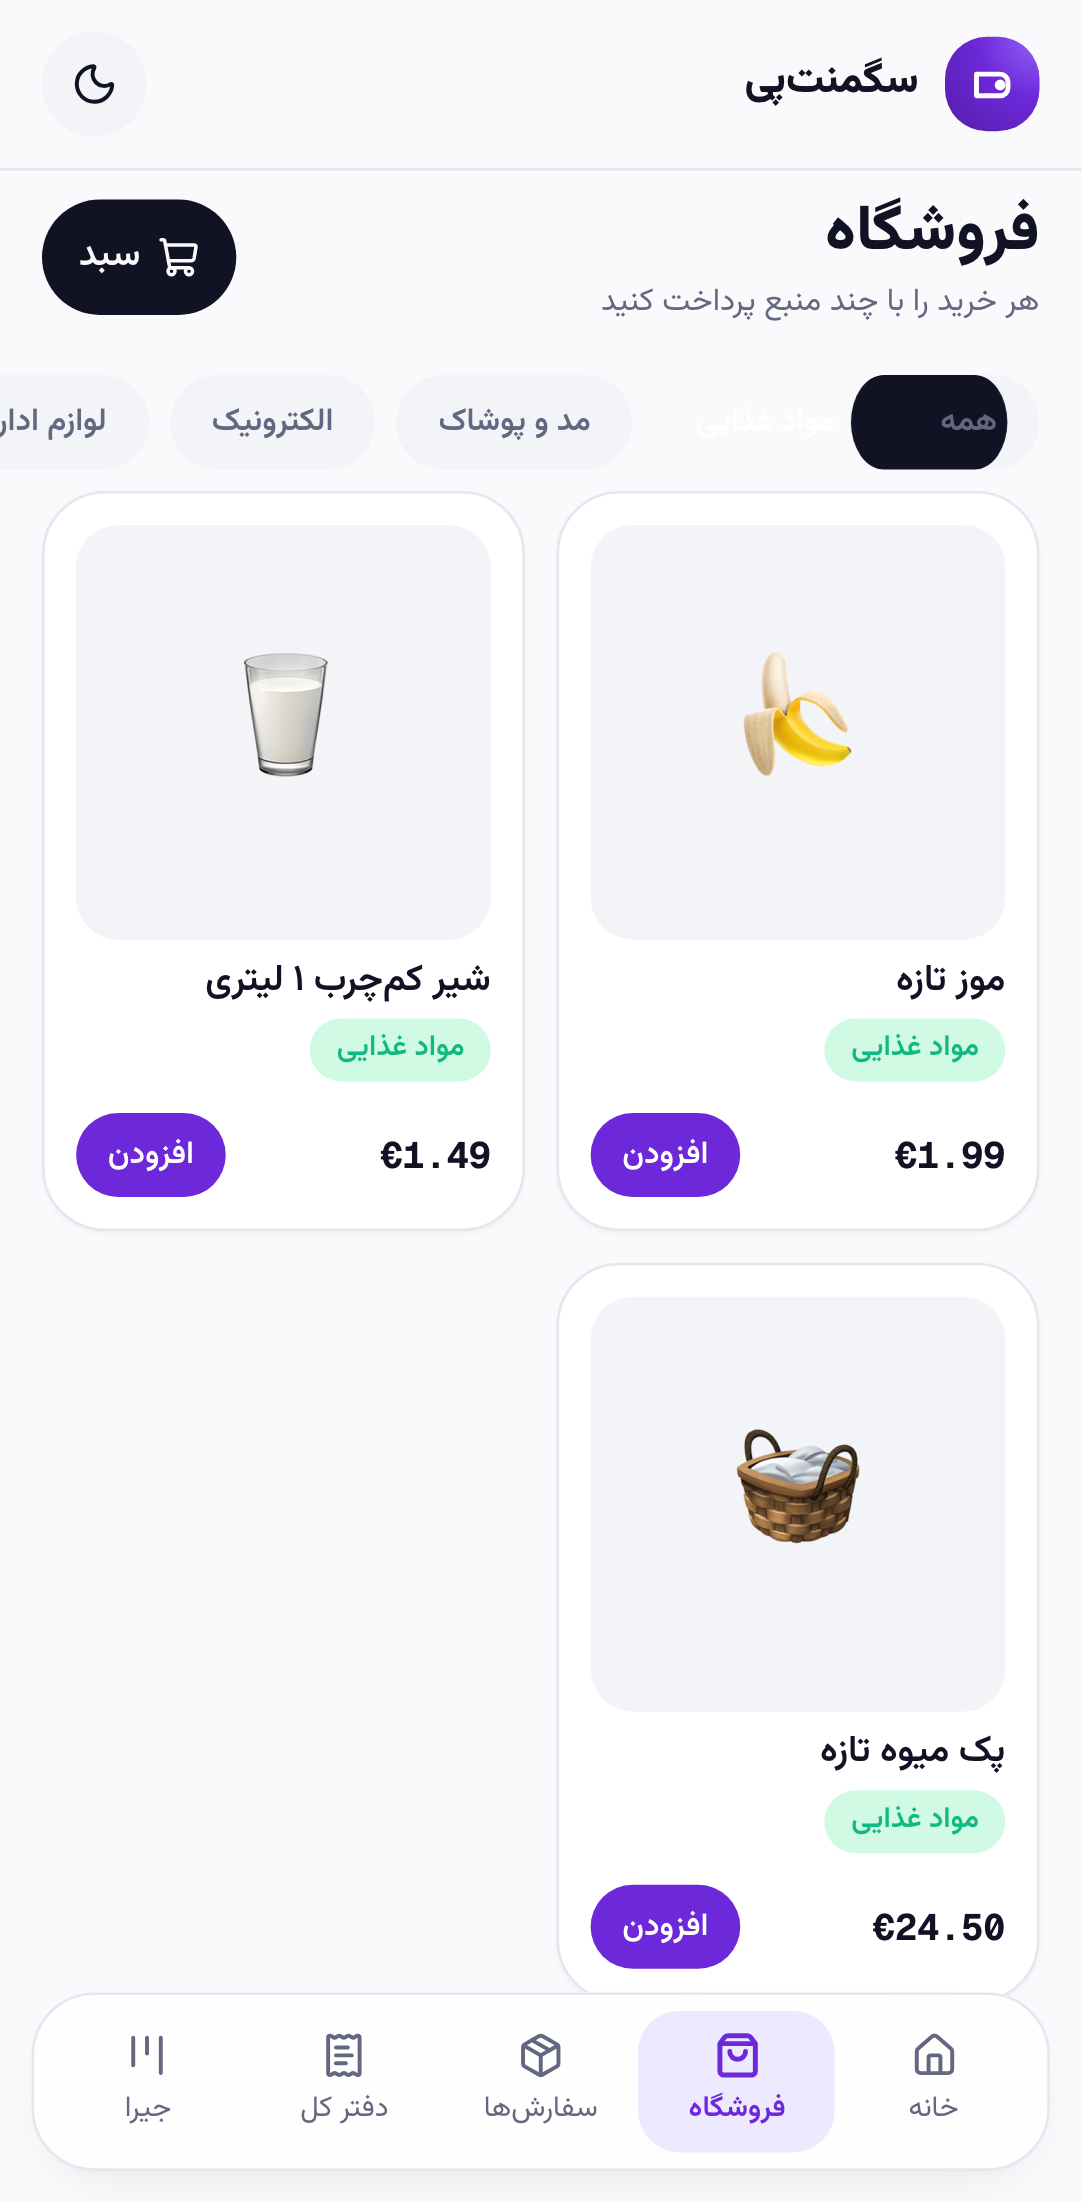 سگمنت‌پی
فروشگاه
سبد
هر خرید را با چند منبع پرداخت کنید
همه
مواد غذایی
مد و پوشاک
الکترونیک
لوازم ادار
موز تازه
مواد غذایی
€1.99
افزودن
شیر کم‌چرب ۱ لیتری
مواد غذایی
€1.49
افزودن
پک میوه تازه
مواد غذایی
€24.50
افزودن
خانه
فروشگاه
سفارش‌ها
دفتر کل
جیرا